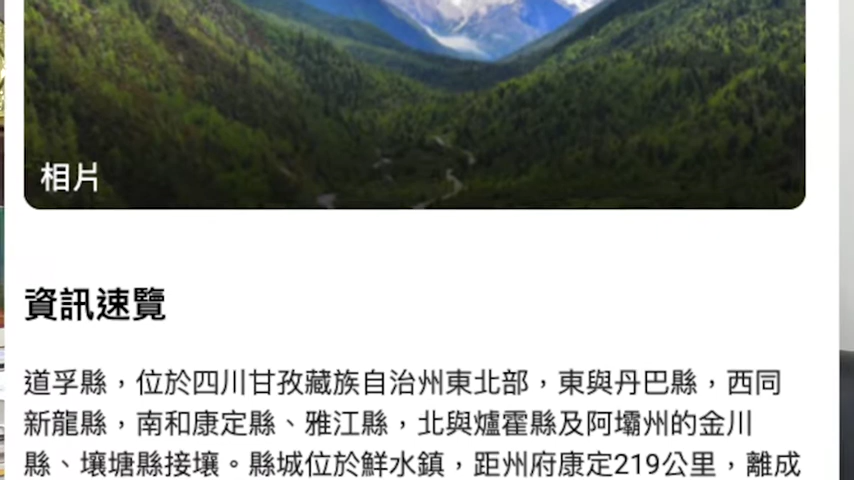 相片
資訊速覽
道孚縣，位於四川甘孜藏族自治州東北部，東與丹巴縣，西同
新龍縣，南和康定縣、雅江縣，北與爐霍縣及阿壩州的金川
縣、壤塘縣接壤。縣城位於鮮水鎮，距州府康定219公里，離成